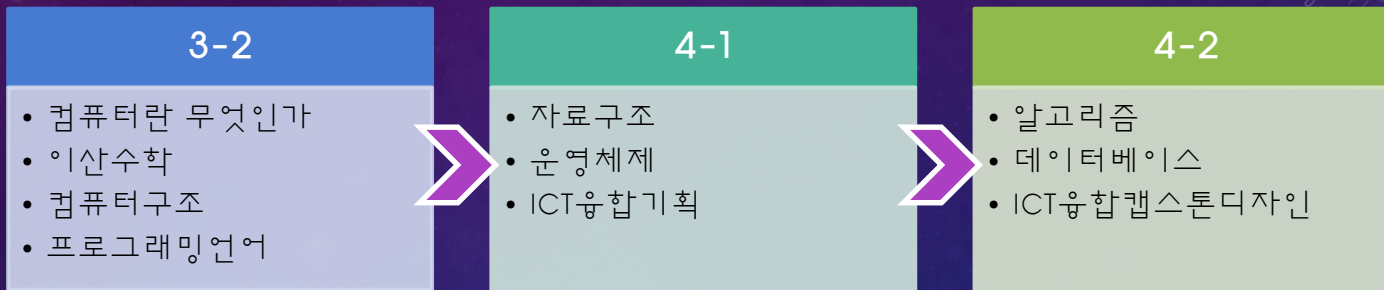 3-2
• 컴퓨터란 무엇인가
• 이산수학
• 컴퓨터구조
• 프로그래밍언어
4-1
• 자료구조
• 운영체제
• ICT융합기획
4-2
• 알고리즘
• 데이터베이스
• ICT융합캡스톤디자인